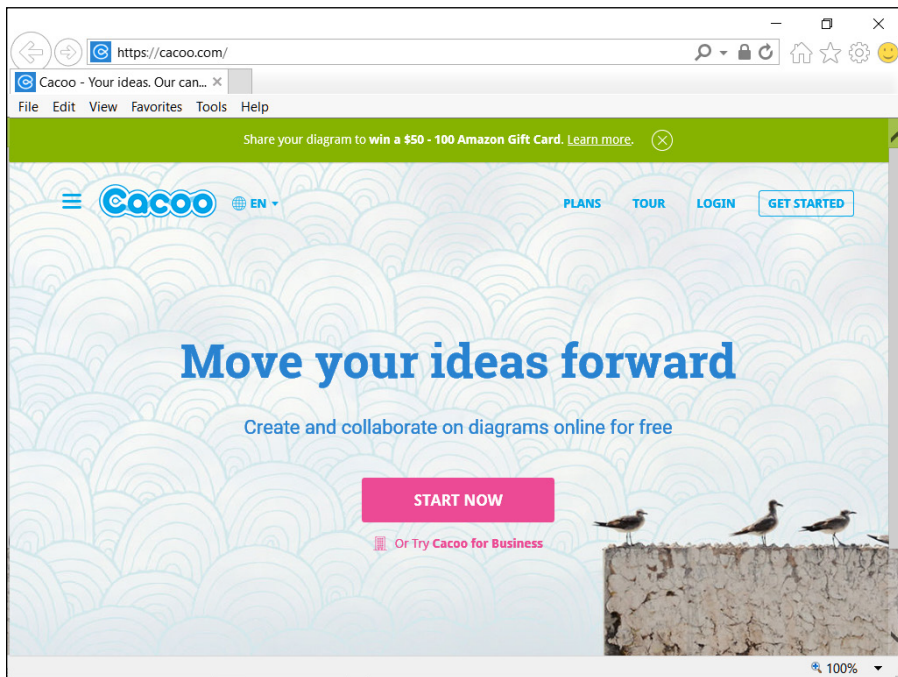 https://cacoo.com/
Cacoo - Your ideas. Our can...
File Edit View Favorites Tools Help
Share your diagram to win a $50 - 100 Amazon Gift Card. Learn more.
Cacoo EN PLANS TOUR LOGIN GET STARTED
Move your ideas forward
Create and collaborate on diagrams online for free
START NOW
Or Try Cacoo for Business
100%